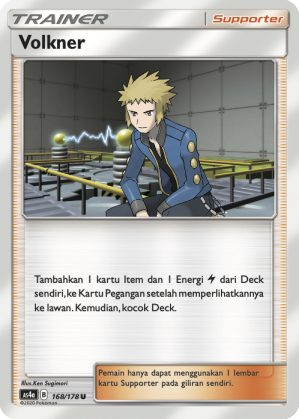 TRAINER Supporter
Volkner
Tambahkan 1 kartu Item dan 1 Energi dari Deck
sendiri, ke Kartu Pegangan setelah memperlihatkannya
ke lawan. Kemudian, kocok Deck.
Pemain hanya dapat menggunakan 1 lembar
kartu Supporter pada giliran sendiri.
Illus.Ken Sugimori
AS4a B 168/178 U
©2020 Pokémon